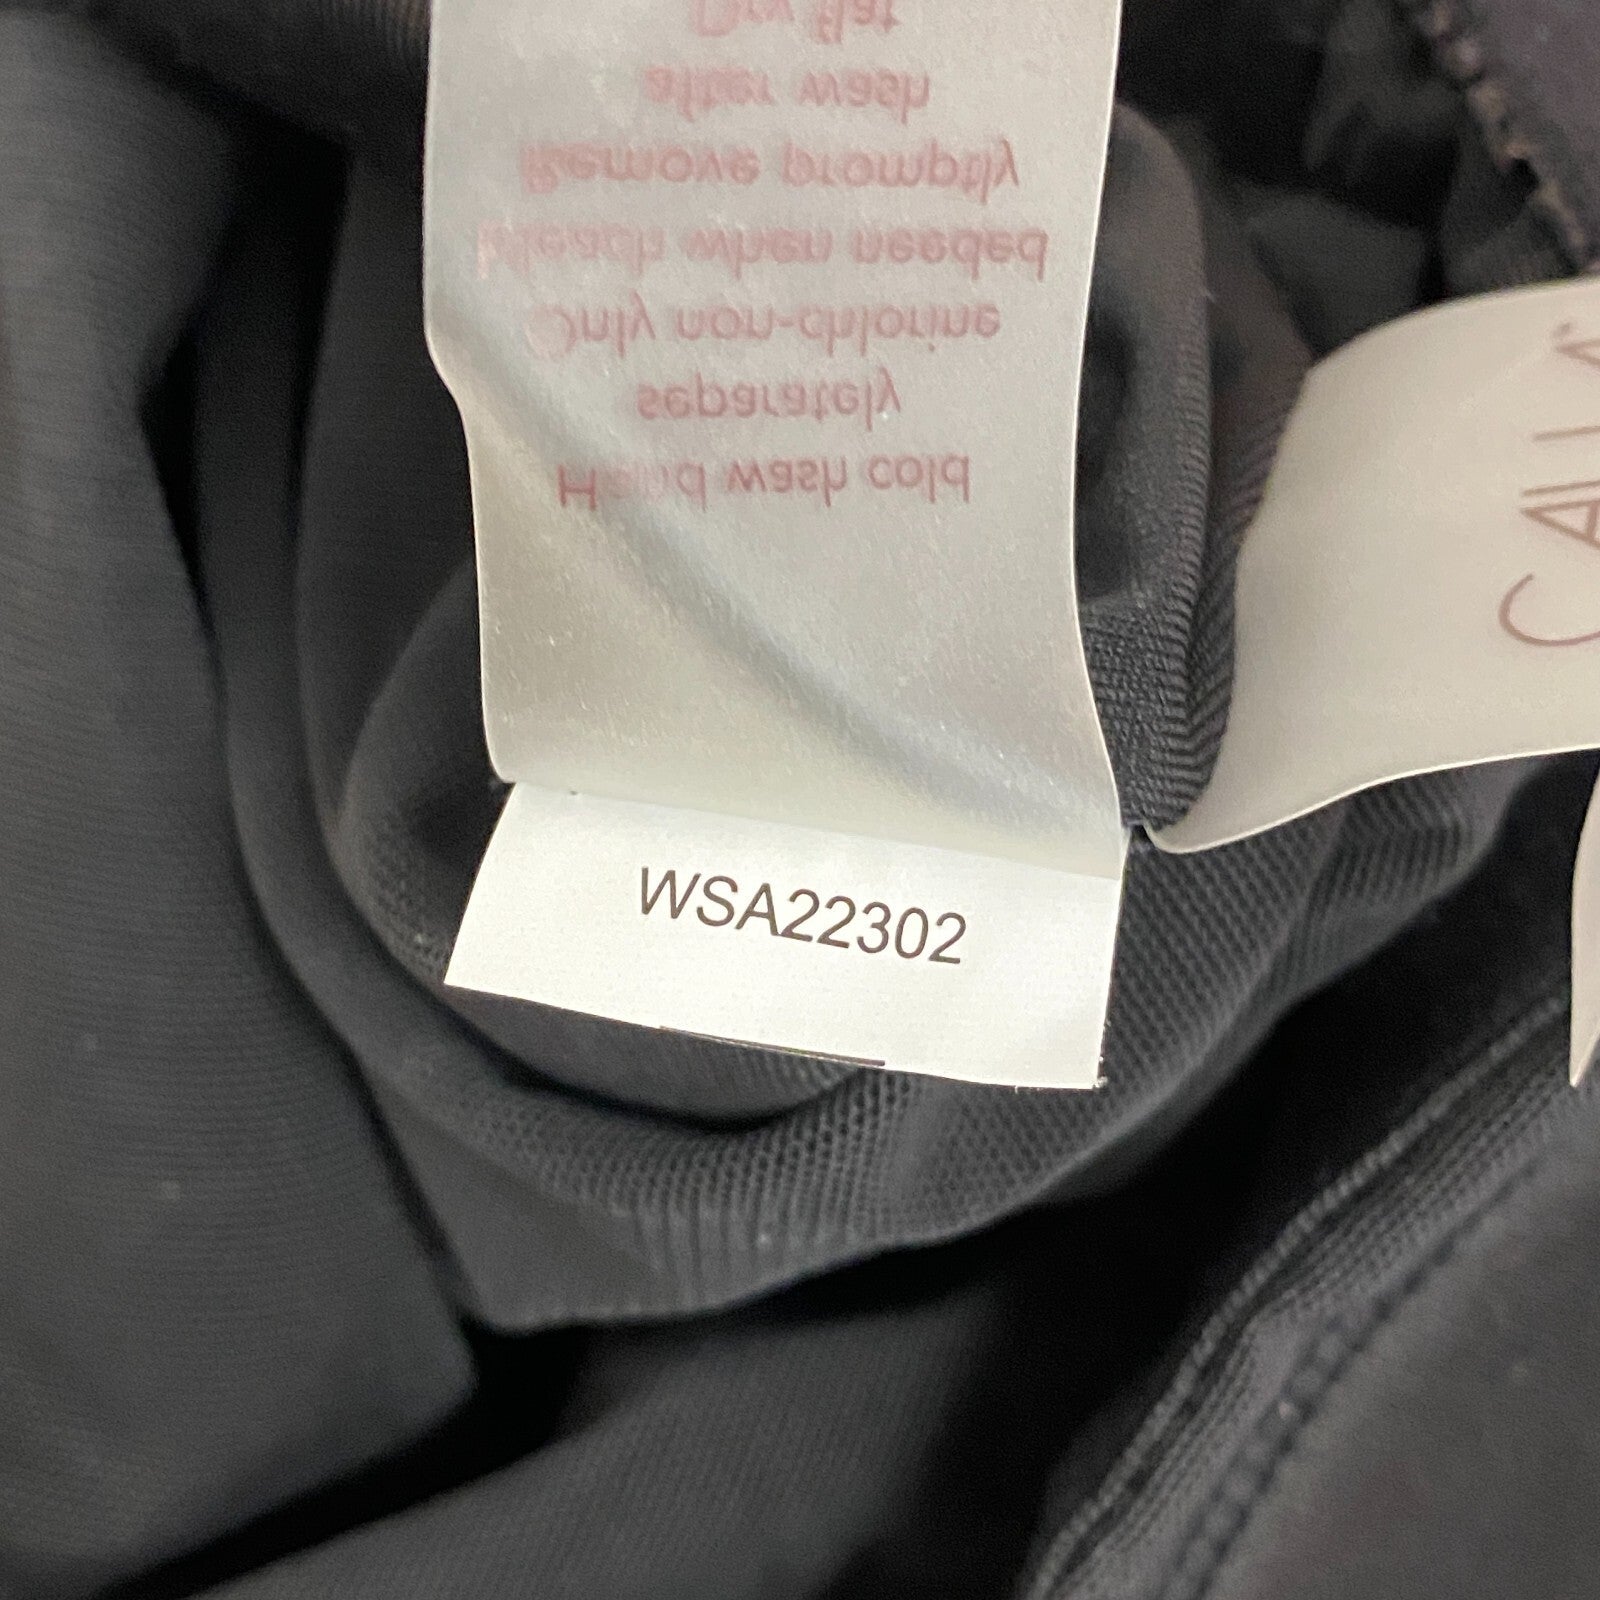 Hand wash cold
separately
Only non-chlorine
bleach when needed
Remove promptly
after wash
Dry flat
WSA22302